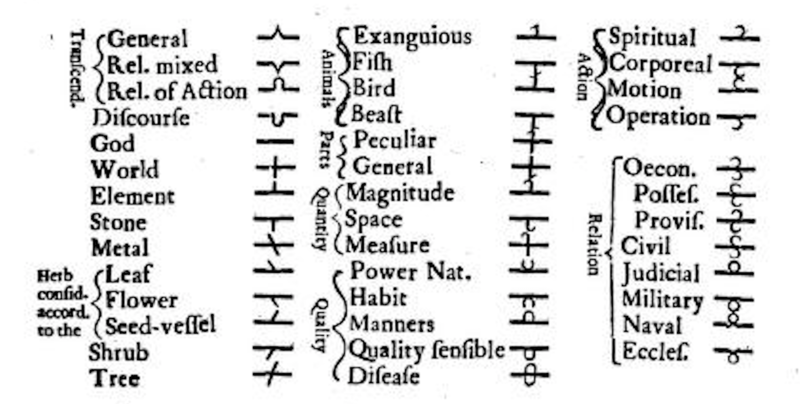 Transcend.
General
Rel. mixed
Rel. of Action
Diſcourſe
God
World
Element
Stone
Metal
Herb
conſid.
accord.
to the
Leaf
Flower
Seed-veſſel
Shrub
Tree
Animals
Exanguious
Fiſh
Bird
Beaſt
Parts
Peculiar
General
Quantity
Magnitude
Space
Meaſure
Quality
Power Nat.
Habit
Manners
Quality ſenſible
Diſeaſe
Action
Spiritual
Corporeal
Motion
Operation
Relation
Oecon.
Poſſeſ.
Proviſ.
Civil
Judicial
Military
Naval
Eccleſ.